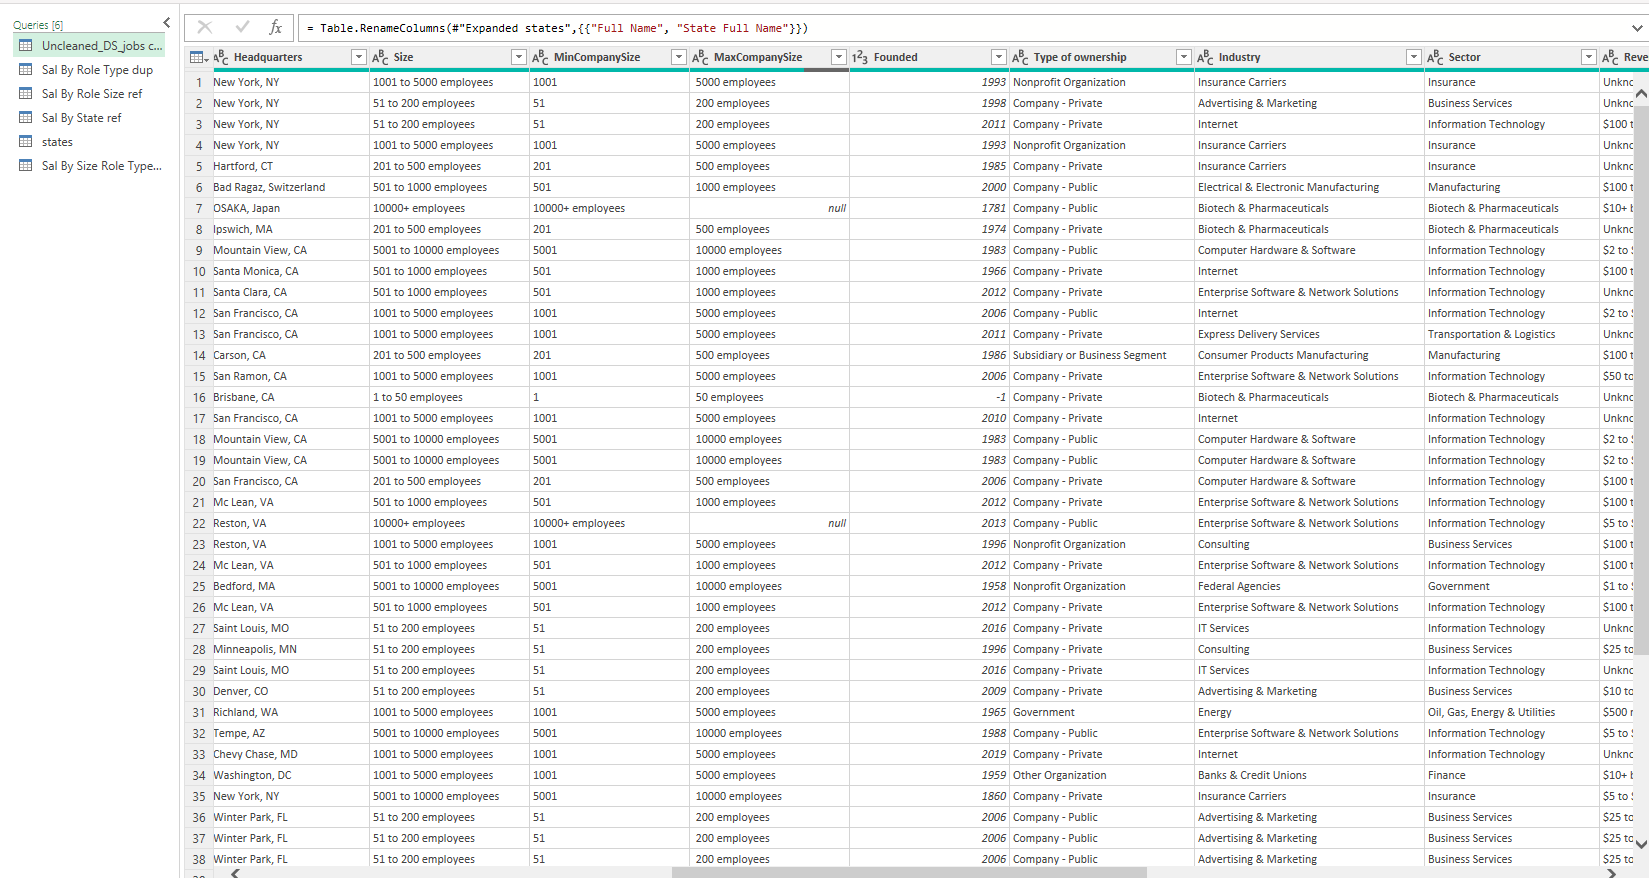 Queries [6]
Uncleaned_DS_jobs c...
Sal By Role Type dup
Sal By Role Size ref
Sal By State ref
states
Sal By Size Role Type...
fx = Table.RenameColumns(#"Expanded states",{{"Full Name", "State Full Name"}})
ABC Headquarters ABC Size ABC MinCompanySize ABC MaxCompanySize 123 Founded ABC Type of ownership ABC Industry ABC Sector ABC Reve
1 New York, NY 1001 to 5000 employees 1001 5000 employees 1993 Nonprofit Organization Insurance Carriers Insurance Unknc
2 New York, NY 51 to 200 employees 51 200 employees 1998 Company - Private Advertising & Marketing Business Services Unknc
3 New York, NY 51 to 200 employees 51 200 employees 2011 Company - Private Internet Information Technology $100 t
4 New York, NY 1001 to 5000 employees 1001 5000 employees 1993 Nonprofit Organization Insurance Carriers Insurance Unknc
5 Hartford, CT 201 to 500 employees 201 500 employees 1985 Company - Private Insurance Carriers Insurance Unknc
6 Bad Ragaz, Switzerland 501 to 1000 employees 501 1000 employees 2000 Company - Public Electrical & Electronic Manufacturing Manufacturing $100 t
7 OSAKA, Japan 10000+ employees 10000+ employees null 1781 Company - Public Biotech & Pharmaceuticals Biotech & Pharmaceuticals $10+ b
8 Ipswich, MA 201 to 500 employees 201 500 employees 1974 Company - Private Biotech & Pharmaceuticals Biotech & Pharmaceuticals Unknc
9 Mountain View, CA 5001 to 10000 employees 5001 10000 employees 1983 Company - Public Computer Hardware & Software Information Technology $2 to $
10 Santa Monica, CA 501 to 1000 employees 501 1000 employees 1966 Company - Private Internet Information Technology $100 t
11 Santa Clara, CA 501 to 1000 employees 501 1000 employees 2012 Company - Private Enterprise Software & Network Solutions Information Technology Unknc
12 San Francisco, CA 1001 to 5000 employees 1001 5000 employees 2006 Company - Public Internet Information Technology $2 to $
13 San Francisco, CA 1001 to 5000 employees 1001 5000 employees 2011 Company - Private Express Delivery Services Transportation & Logistics Unknc
14 Carson, CA 201 to 500 employees 201 500 employees 1986 Subsidiary or Business Segment Consumer Products Manufacturing Manufacturing $100 t
15 San Ramon, CA 1001 to 5000 employees 1001 5000 employees 2006 Company - Private Enterprise Software & Network Solutions Information Technology $50 to
16 Brisbane, CA 1 to 50 employees 1 50 employees -1 Company - Private Biotech & Pharmaceuticals Biotech & Pharmaceuticals Unknc
17 San Francisco, CA 1001 to 5000 employees 1001 5000 employees 2010 Company - Private Internet Information Technology Unknc
18 Mountain View, CA 5001 to 10000 employees 5001 10000 employees 1983 Company - Public Computer Hardware & Software Information Technology $2 to $
19 Mountain View, CA 5001 to 10000 employees 5001 10000 employees 1983 Company - Public Computer Hardware & Software Information Technology $2 to $
20 San Francisco, CA 201 to 500 employees 201 500 employees 2006 Company - Private Computer Hardware & Software Information Technology $100 t
21 Mc Lean, VA 501 to 1000 employees 501 1000 employees 2012 Company - Private Enterprise Software & Network Solutions Information Technology $100 t
22 Reston, VA 10000+ employees 10000+ employees null 2013 Company - Public Enterprise Software & Network Solutions Information Technology $5 to $
23 Reston, VA 1001 to 5000 employees 1001 5000 employees 1996 Nonprofit Organization Consulting Business Services $100 t
24 Mc Lean, VA 501 to 1000 employees 501 1000 employees 2012 Company - Private Enterprise Software & Network Solutions Information Technology $100 t
25 Bedford, MA 5001 to 10000 employees 5001 10000 employees 1958 Nonprofit Organization Federal Agencies Government $1 to $
26 Mc Lean, VA 501 to 1000 employees 501 1000 employees 2012 Company - Private Enterprise Software & Network Solutions Information Technology $100 t
27 Saint Louis, MO 51 to 200 employees 51 200 employees 2016 Company - Private IT Services Information Technology Unknc
28 Minneapolis, MN 51 to 200 employees 51 200 employees 1996 Company - Private Consulting Business Services $25 to
29 Saint Louis, MO 51 to 200 employees 51 200 employees 2016 Company - Private IT Services Information Technology Unknc
30 Denver, CO 51 to 200 employees 51 200 employees 2009 Company - Private Advertising & Marketing Business Services $10 to
31 Richland, WA 1001 to 5000 employees 1001 5000 employees 1965 Government Energy Oil, Gas, Energy & Utilities $500 r
32 Tempe, AZ 5001 to 10000 employees 5001 10000 employees 1988 Company - Public Enterprise Software & Network Solutions Information Technology $5 to $
33 Chevy Chase, MD 1001 to 5000 employees 1001 5000 employees 2019 Company - Private Internet Information Technology Unknc
34 Washington, DC 1001 to 5000 employees 1001 5000 employees 1959 Other Organization Banks & Credit Unions Finance $10+ b
35 New York, NY 5001 to 10000 employees 5001 10000 employees 1860 Company - Private Insurance Carriers Insurance $5 to $
36 Winter Park, FL 51 to 200 employees 51 200 employees 2006 Company - Public Advertising & Marketing Business Services $25 to
37 Winter Park, FL 51 to 200 employees 51 200 employees 2006 Company - Public Advertising & Marketing Business Services $25 to
38 Winter Park, FL 51 to 200 employees 51 200 employees 2006 Company - Public Advertising & Marketing Business Services $25 to